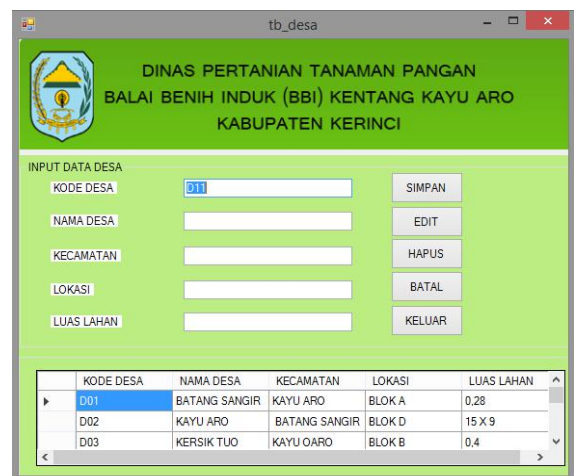 tb_desa
DINAS PERTANIAN TANAMAN PANGAN
BALAI BENIH INDUK (BBI) KENTANG KAYU ARO
KABUPATEN KERINCI
INPUT DATA DESA
KODE DESA D11 SIMPAN
NAMA DESA EDIT
KECAMATAN HAPUS
LOKASI BATAL
LUAS LAHAN KELUAR
KODE DESA NAMA DESA KECAMATAN LOKASI LUAS LAHAN
D01 BATANG SANGIR KAYU ARO BLOK A 0,28
D02 KAYU ARO BATANG SANGIR BLOK D 15 X 9
D03 KERSIK TUO KAYU OARO BLOK B 0,4